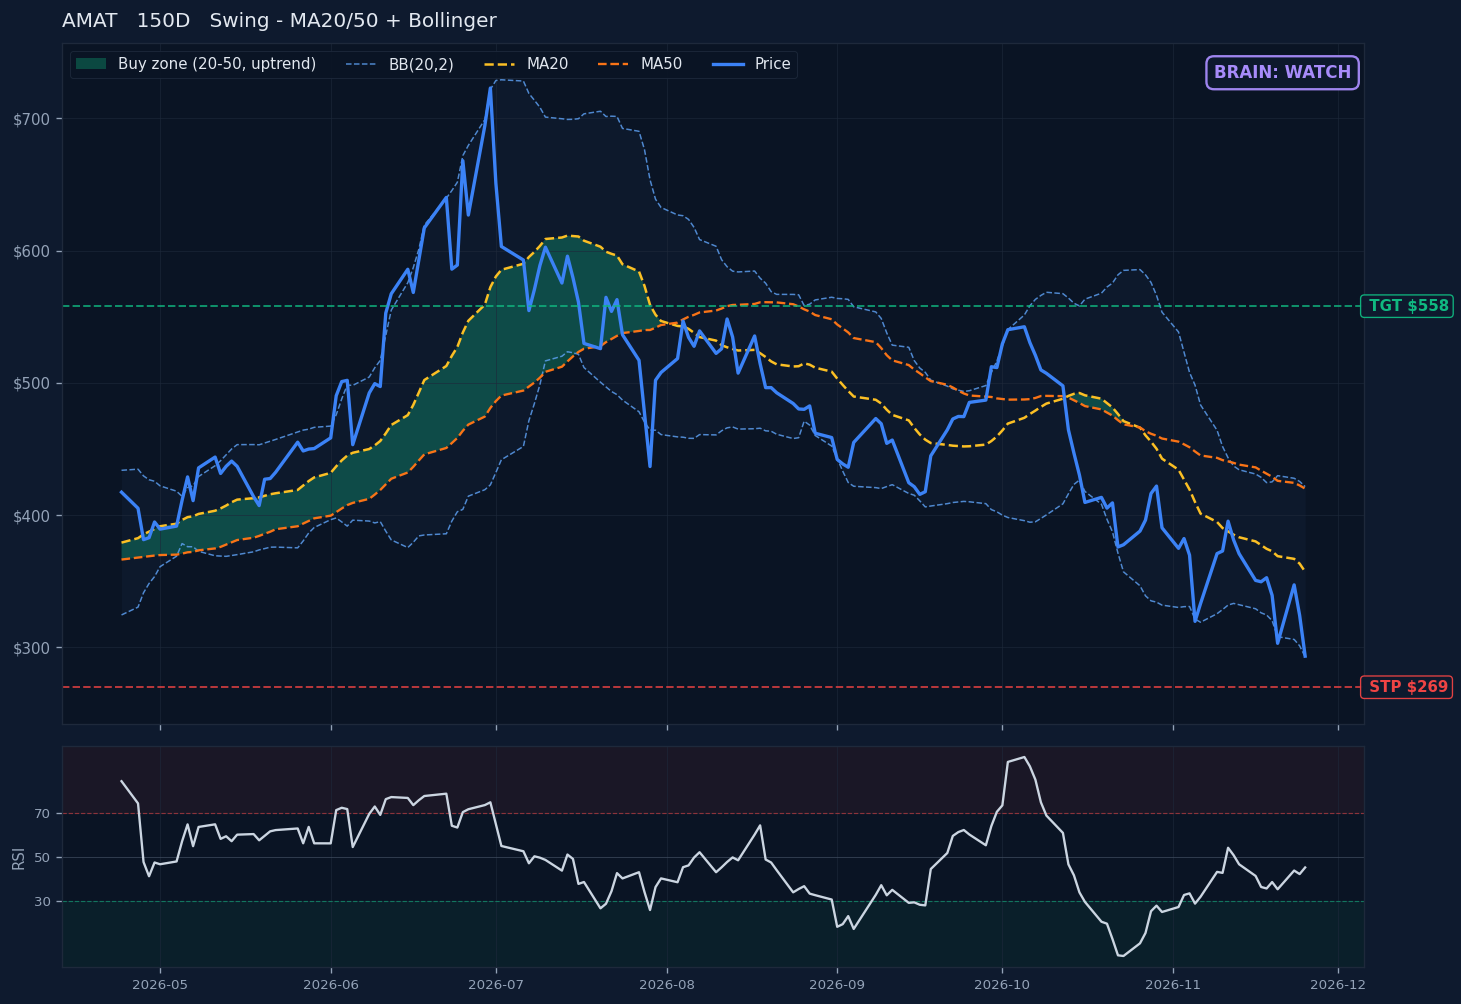 AMAT   150D   Swing - MA20/50 + Bollinger
Buy zone (20-50, uptrend)
BB(20,2)
MA20
MA50
Price
BRAIN: WATCH
$700
$600
$500
$400
$300
TGT $558
STP $269
RSI
70
50
30
2026-05
2026-06
2026-07
2026-08
2026-09
2026-10
2026-11
2026-12